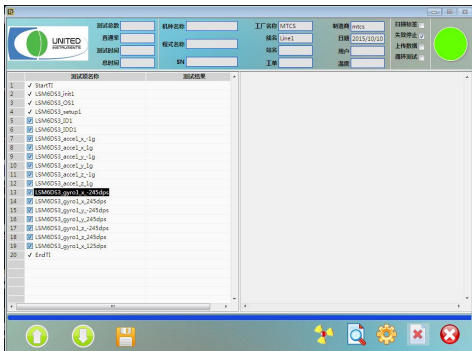 UNITED
INSTRUMENTS
测试总数
直通率
测试时间
总时间
机种名称
程式名称
SN
工厂名称 MTCS
线名 Line1
站名
工单
制造商 mtcs
日期 2015/10/10
用户
温度
扫描标签
失败停止
上传数据
循环测试
测试项名称 测试结果
1 StartTI
2 LSM6DS3_init1
3 LSM6DS3_OS1
4 LSM6DS3_setup1
5 LSM6DS3_ID1
6 LSM6DS3_IDD1
7 LSM6DS3_accel_x_-1g
8 LSM6DS3_accel_x_1g
9 LSM6DS3_accel_y_-1g
10 LSM6DS3_accel_y_1g
11 LSM6DS3_accel_z_-1g
12 LSM6DS3_accel_z_1g
13 LSM6DS3_gyro1_x_-245dps
14 LSM6DS3_gyro1_x_245dps
15 LSM6DS3_gyro1_y_-245dps
16 LSM6DS3_gyro1_y_245dps
17 LSM6DS3_gyro1_z_-245dps
18 LSM6DS3_gyro1_z_245dps
19 LSM6DS3_gyro1_x_125dps
20 EndTI